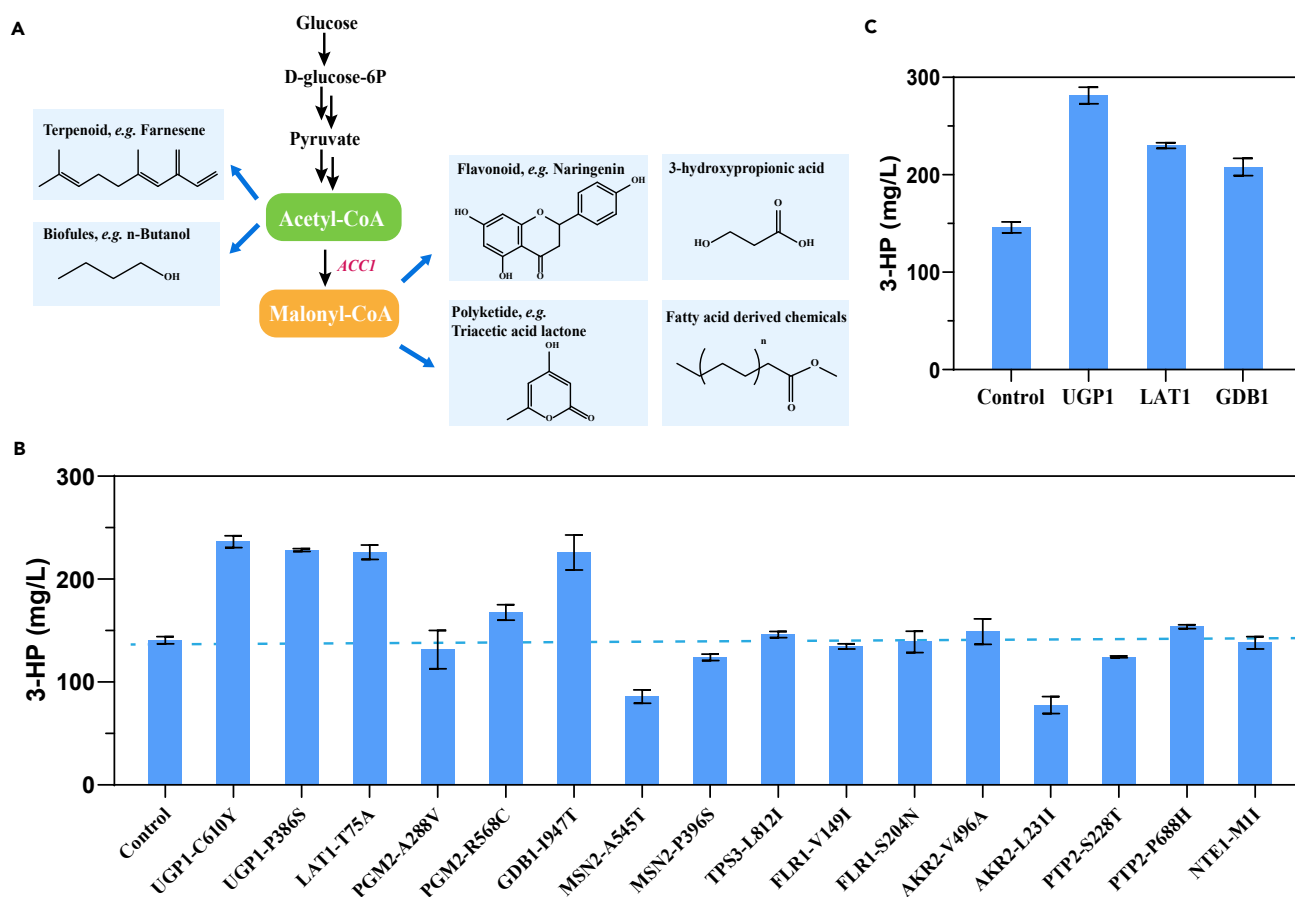 A
Glucose
D-glucose-6P
Pyruvate
Acetyl-CoA
ACC1
Malonyl-CoA
Terpenoid, e.g. Farnesene
Biofules, e.g. n-Butanol
OH
Flavonoid, e.g. Naringenin
OH
HO
O
OH
O
3-hydroxypropionic acid
O
HO
OH
Polyketide, e.g.
Triacetic acid lactone
OH
O
O
Fatty acid derived chemicals
n
O
O
C
3-HP (mg/L)
300
200
100
0
Control
UGP1
LAT1
GDB1
B
3-HP (mg/L)
300
200
100
0
Control
UGP1-C610Y
UGP1-P386S
LAT1-T75A
PGM2-A288V
PGM2-R568C
GDB1-I947T
MSN2-A545T
MSN2-P396S
TPS3-L812I
FLR1-V149I
FLR1-S204N
AKR2-V496A
AKR2-L231I
PTP2-S228T
PTP2-P688H
NTE1-M1I